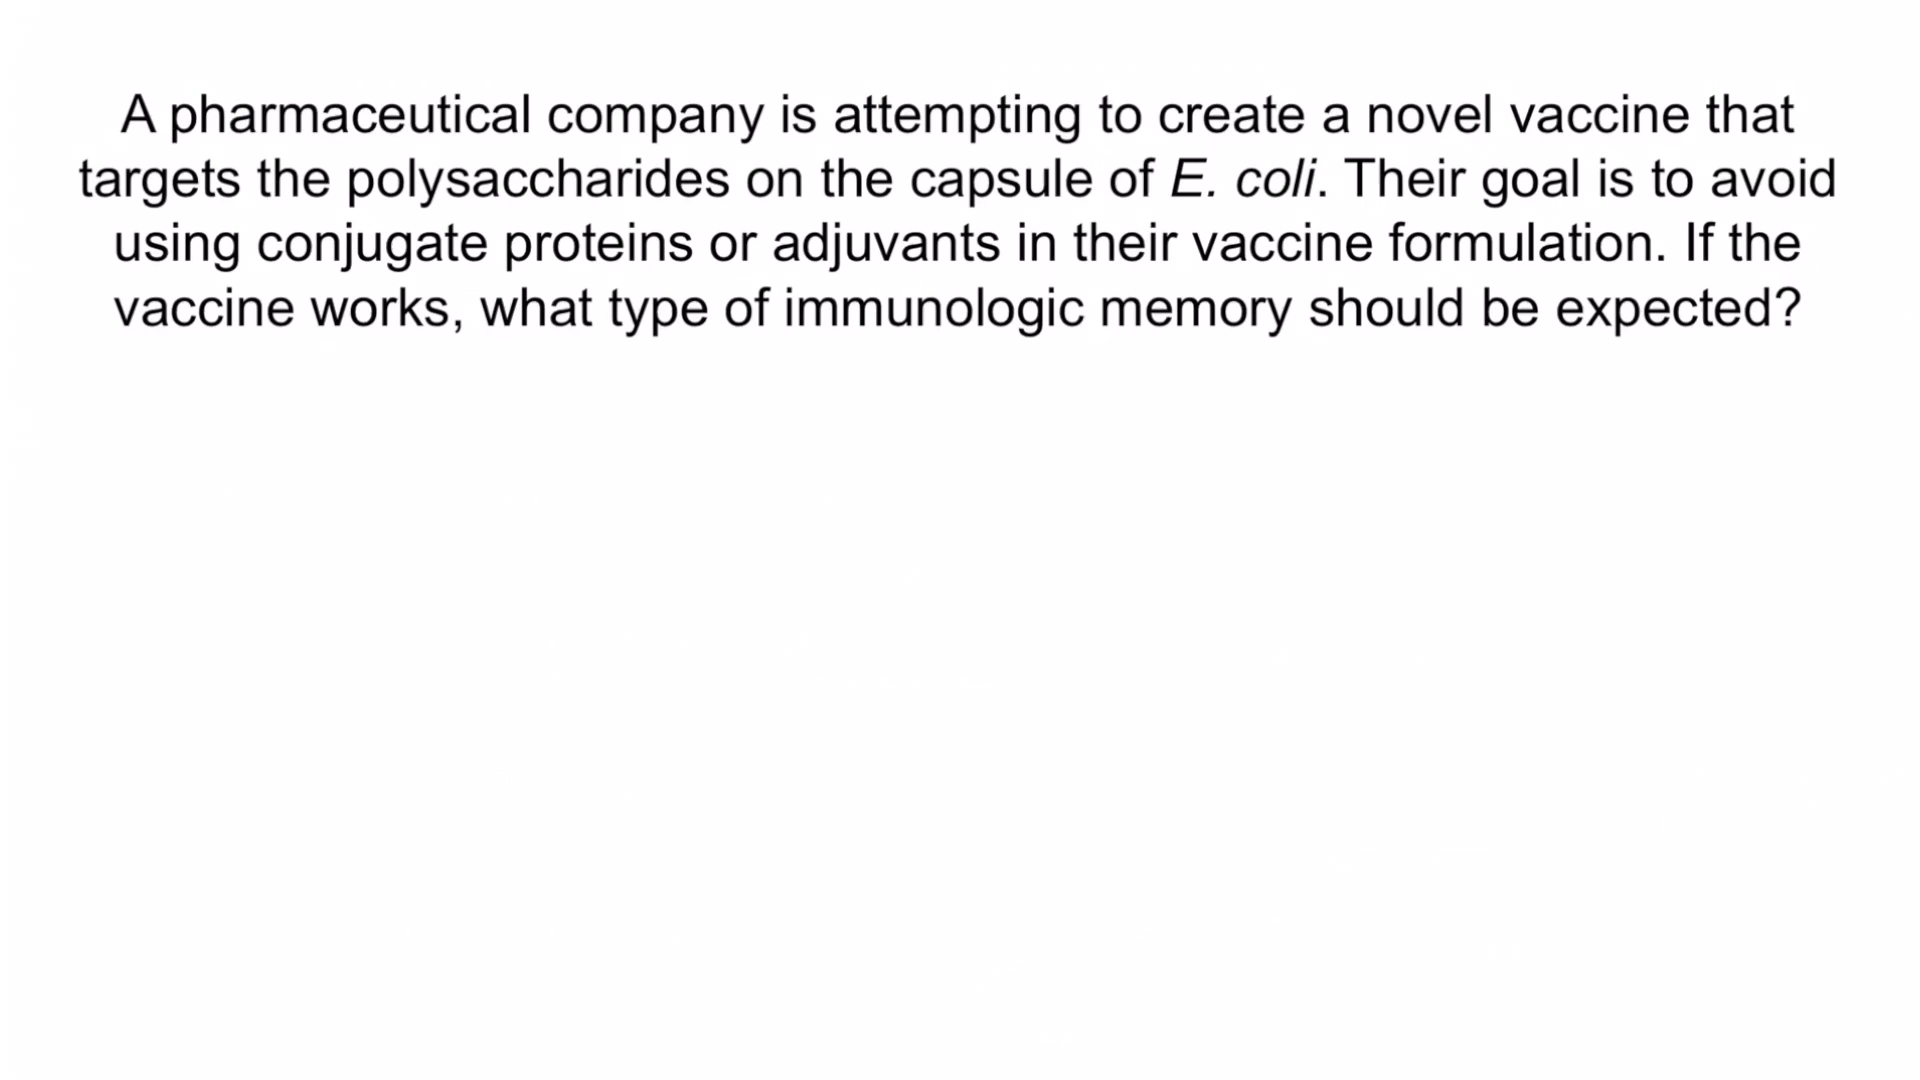 A pharmaceutical company is attempting to create a novel vaccine that
targets the polysaccharides on the capsule of E. coli. Their goal is to avoid
using conjugate proteins or adjuvants in their vaccine formulation. If the
vaccine works, what type of immunologic memory should be expected?